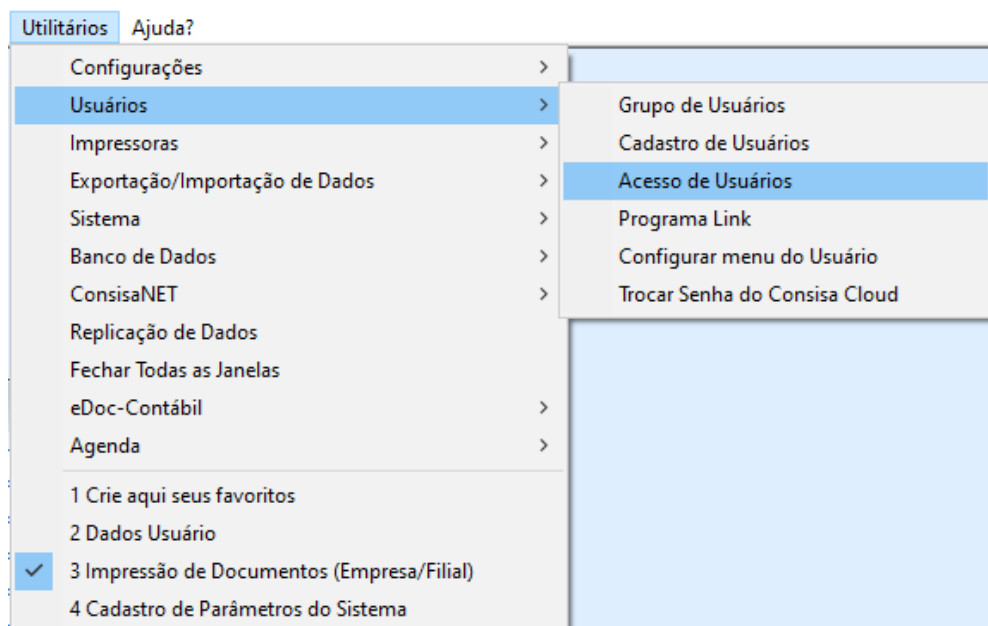 Utilitários Ajuda?
Configurações
Usuários
Impressoras
Exportação/Importação de Dados
Sistema
Banco de Dados
ConsisaNET
Replicação de Dados
Fechar Todas as Janelas
eDoc-Contábil
Agenda
1 Crie aqui seus favoritos
2 Dados Usuário
3 Impressão de Documentos (Empresa/Filial)
4 Cadastro de Parâmetros do Sistema
Grupo de Usuários
Cadastro de Usuários
Acesso de Usuários
Programa Link
Configurar menu do Usuário
Trocar Senha do Consisa Cloud